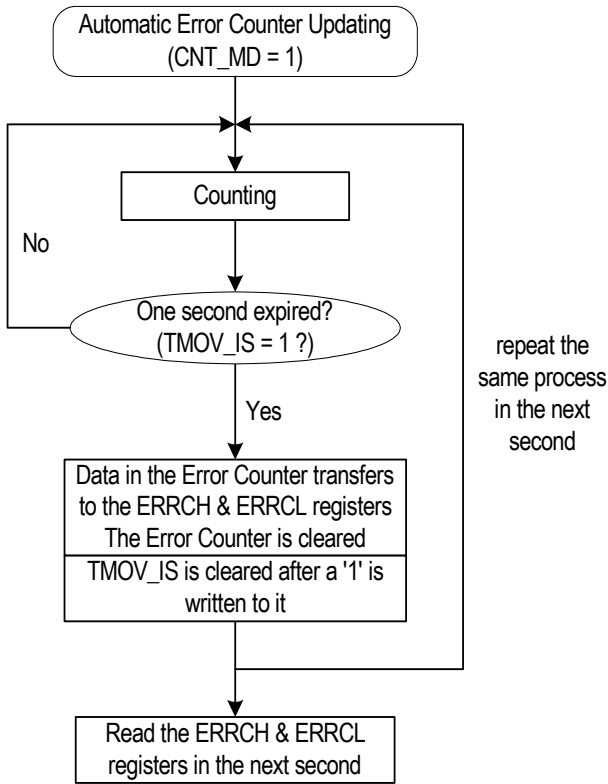 Automatic Error Counter Updating
(CNT_MD = 1)
Counting
No
One second expired?
(TMOV_IS = 1 ?)
repeat the
same process
in the next
second
Yes
Data in the Error Counter transfers
to the ERRCH & ERRCL registers
The Error Counter is cleared
TMOV_IS is cleared after a '1' is
written to it
Read the ERRCH & ERRCL
registers in the next second